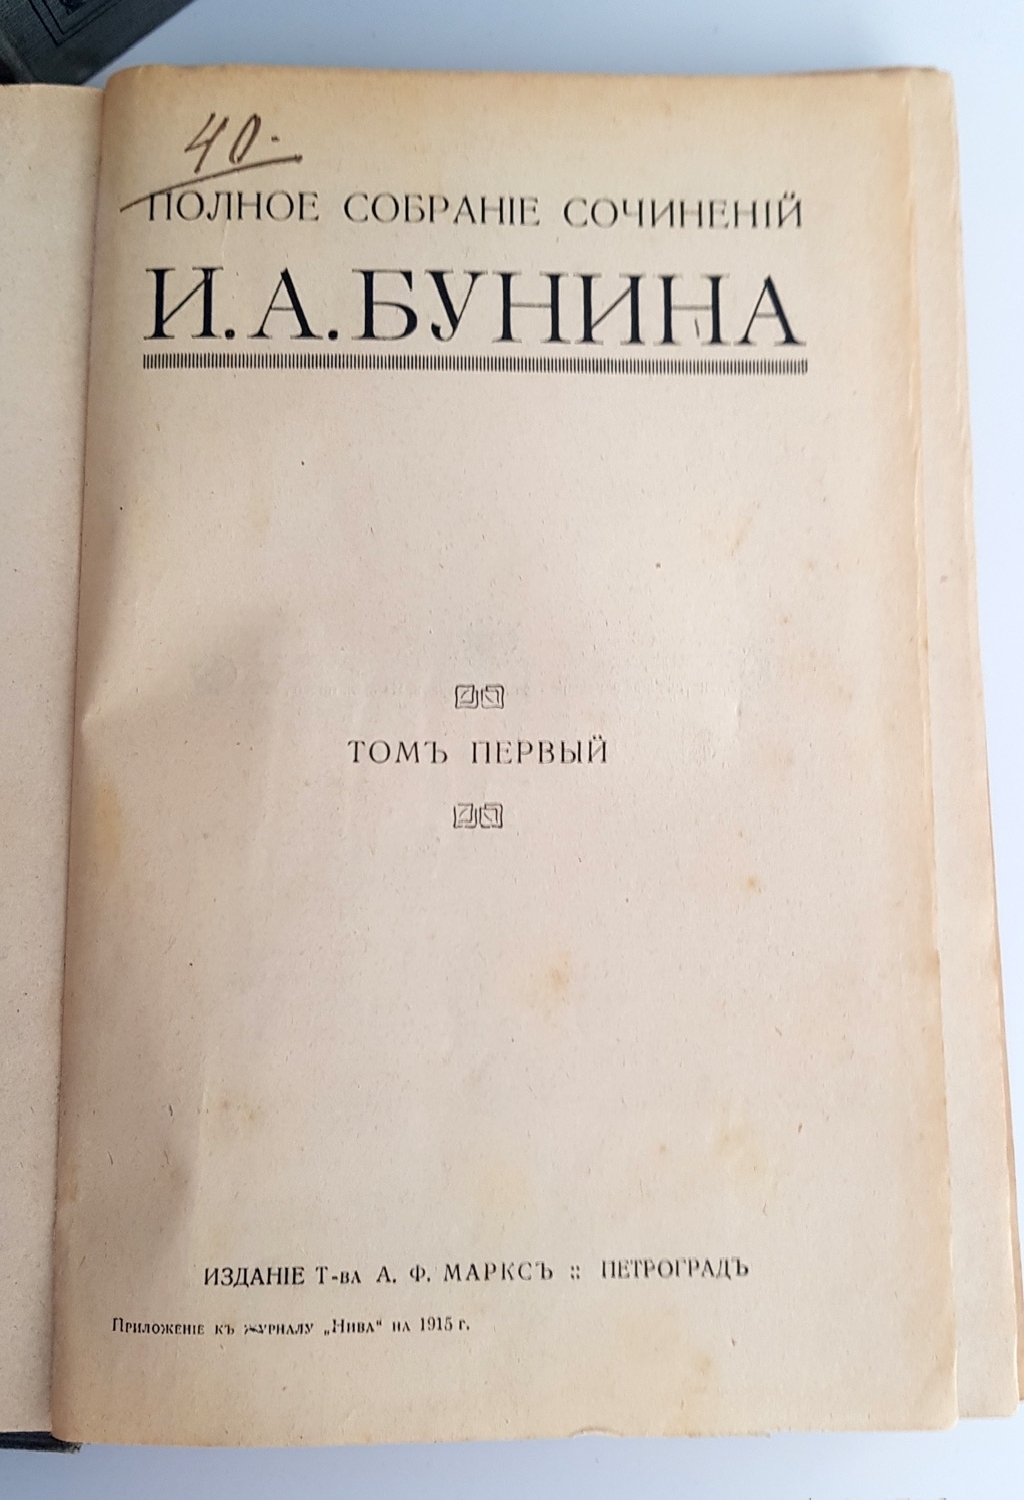 40.-
ПОЛНОЕ СОБРАНІЕ СОЧИНЕНІЙ
И. А. БУНИНА
ТОМЪ ПЕРВЫЙ
ИЗДАНІЕ Т-ВА А. Ф. МАРКСЪ :: ПЕТРОГРАДЪ
ПРИЛОЖЕНІЕ КЪ ЖУРНАЛУ „НИВА“ НА 1915 г.